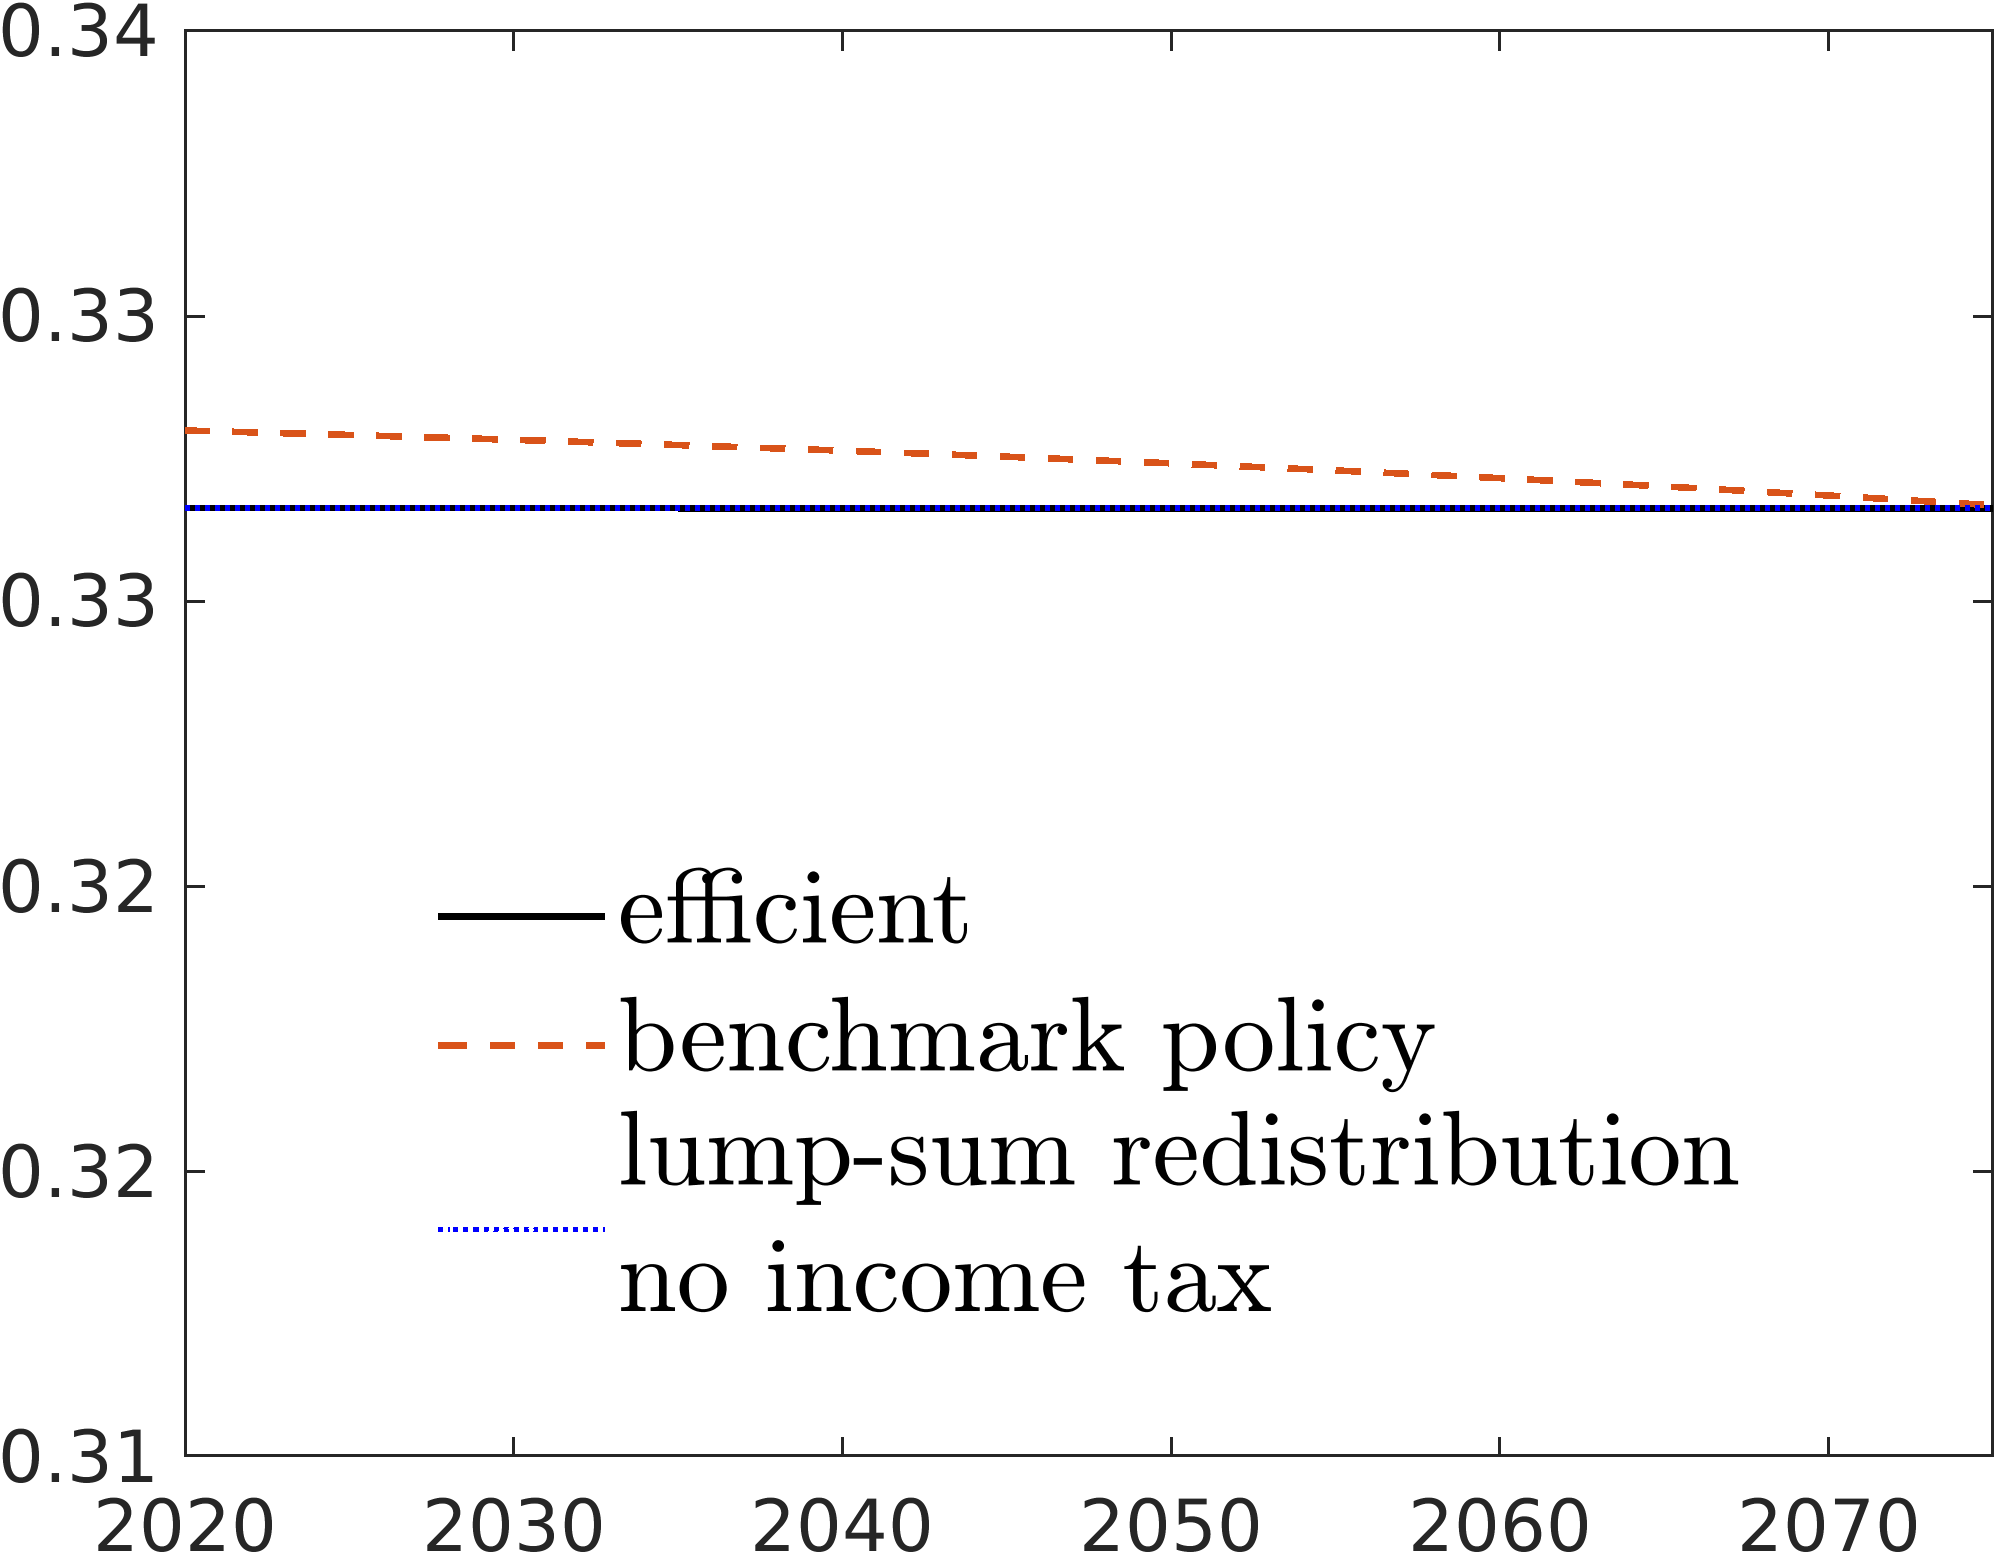 0.34
0.33
0.33
0.32
0.32
0.31
efficient
benchmark policy
lump-sum redistribution
no income tax
2020 2030 2040 2050 2060 2070